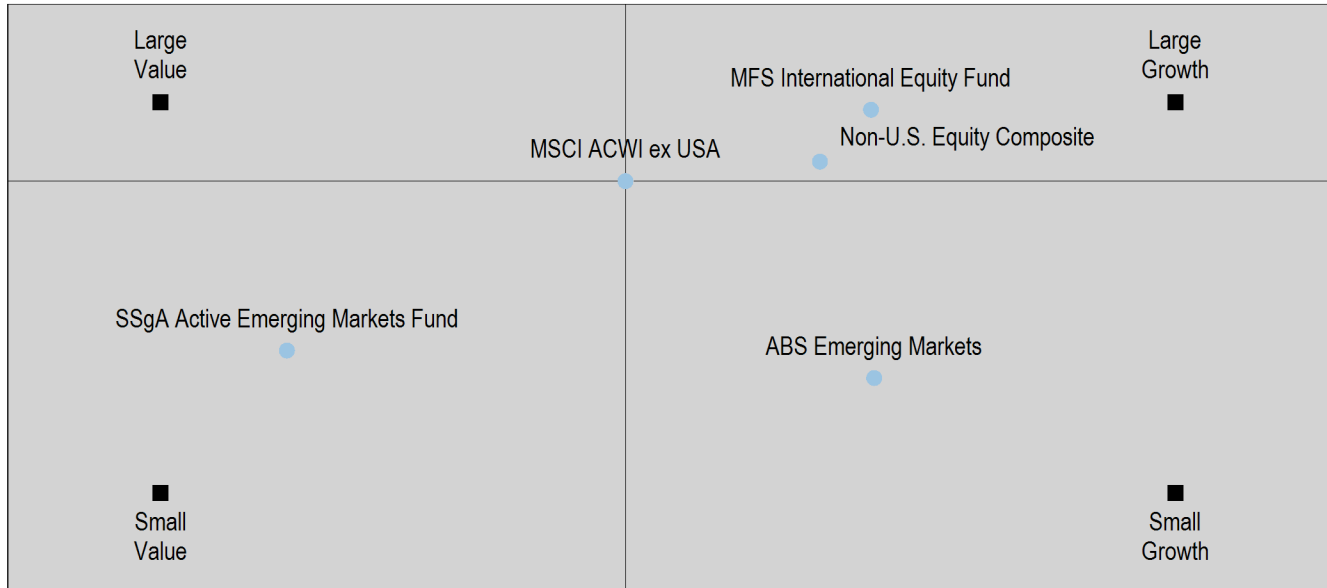 Large
Value
Large
Growth
MFS International Equity Fund
Non-U.S. Equity Composite
MSCI ACWI ex USA
SSgA Active Emerging Markets Fund
ABS Emerging Markets
Small
Value
Small
Growth